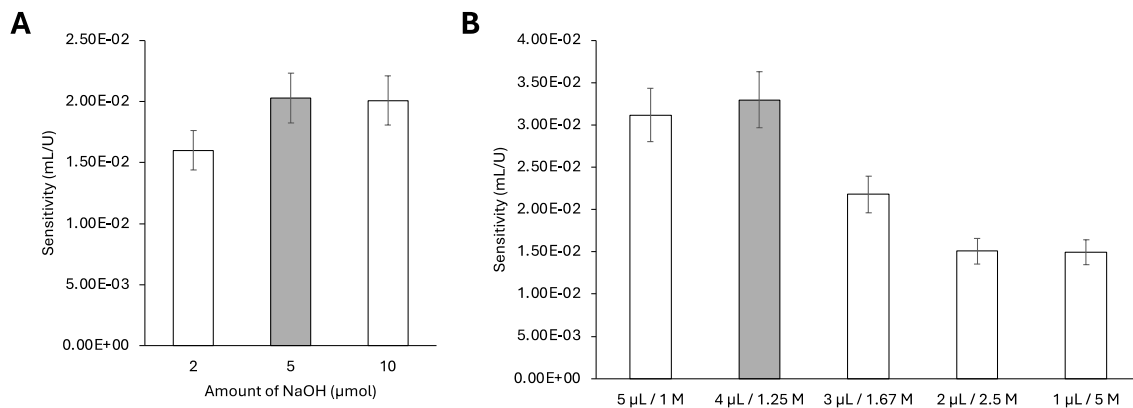 A
2.50E-02
2.00E-02
1.50E-02
1.00E-02
5.00E-03
0.00E+00
Sensitivity (mL/U)
2
5
10
Amount of NaOH (µmol)
B
4.00E-02
3.50E-02
3.00E-02
2.00E-02
2.00E-02
1.50E-02
1.00E-02
5.00E-03
0.00E+00
Sensitivity (mL/U)
5 µL / 1 M
4 µL / 1.25 M
3 µL / 1.67 M
2 µL / 2.5 M
1 µL / 5 M